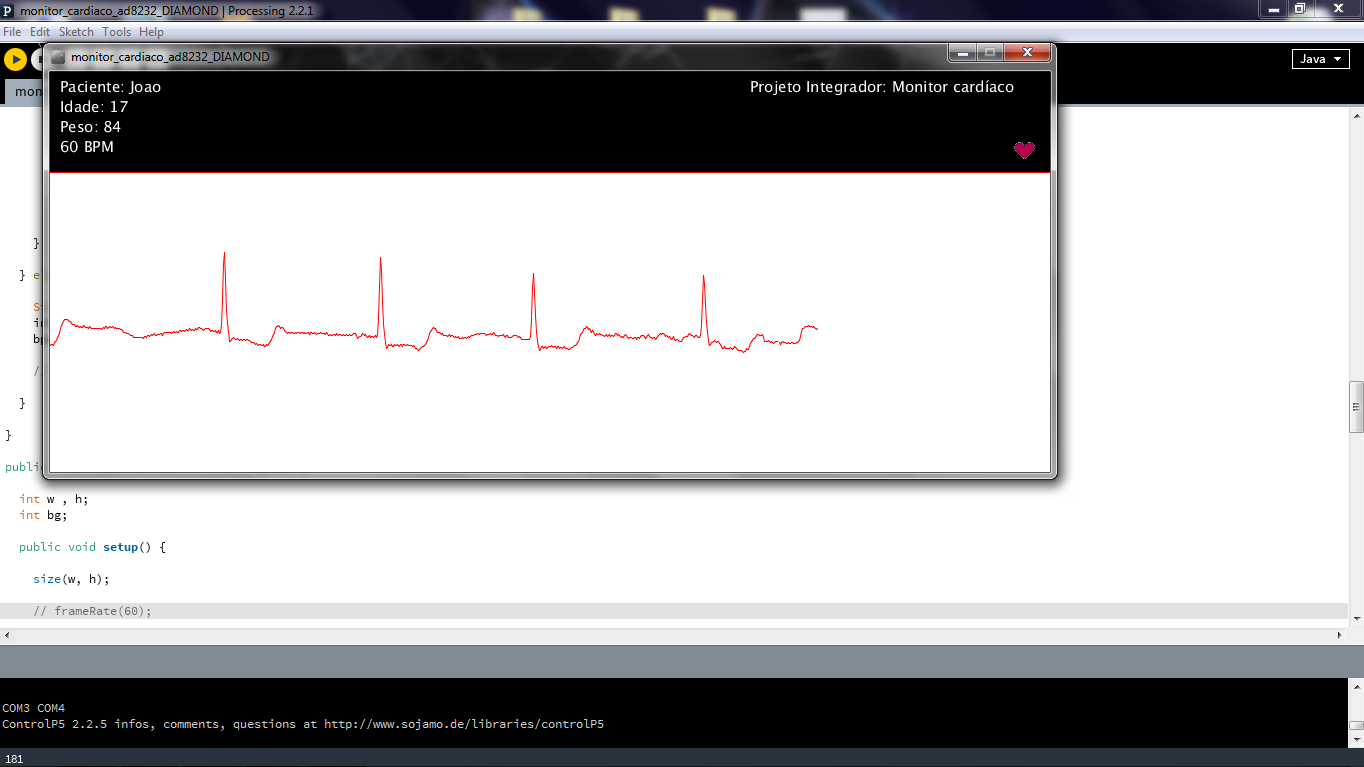 monitor_cardiaco_ad8232_DIAMOND | Processing 2.2.1
File Edit Sketch Tools Help
monitor_cardiaco_ad8232_DIAMOND
Java
mon
Paciente: Joao
Projeto Integrador: Monitor cardíaco
Idade: 17
Peso: 84
60 BPM
}
} e
S
i
b
/
}
}
publi
int w , h;
int bg;
public void setup() {
size(w, h);
// frameRate(60);
COM3 COM4
ControlP5 2.2.5 infos, comments, questions at http://www.sojamo.de/libraries/controlP5
181